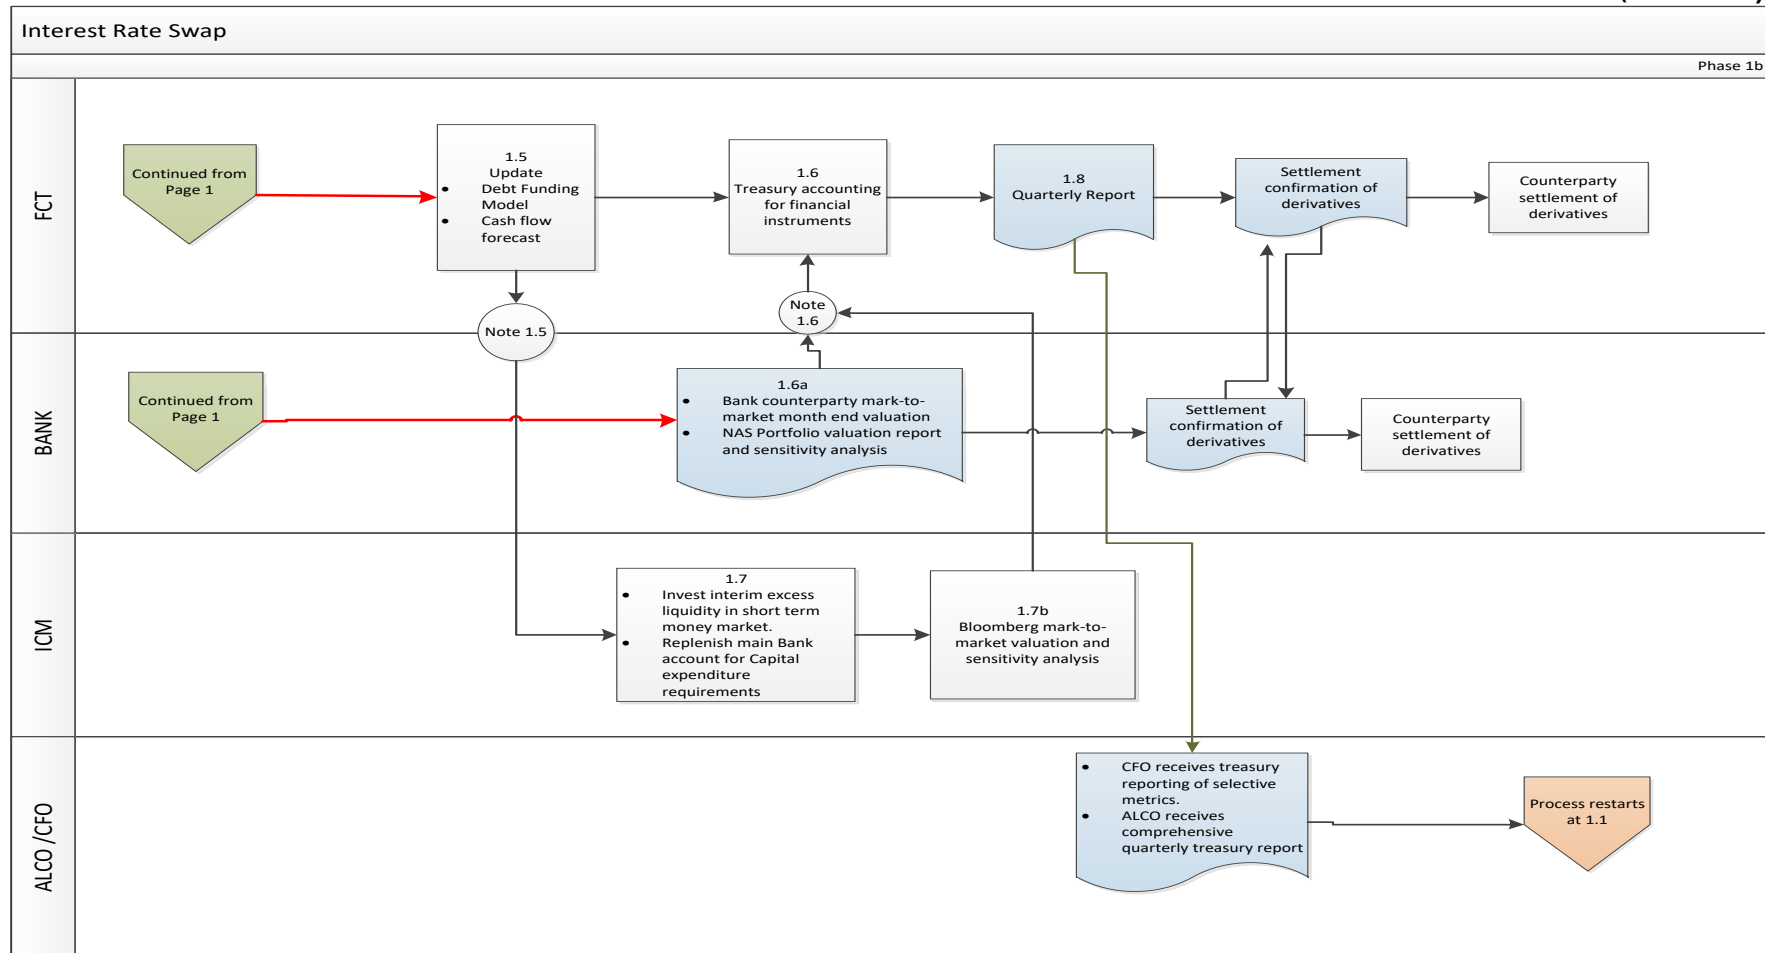 Interest Rate Swap
Phase 1b
FCT
Continued from
Page 1
1.5
Update
• Debt Funding
Model
• Cash flow
forecast
1.6
Treasury accounting
for financial
instruments
1.8
Quarterly Report
Settlement
confirmation of
derivatives
Counterparty
settlement of
derivatives
Note 1.5
Note
1.6
BANK
Continued from
Page 1
1.6a
• Bank counterparty mark-to-
market month end valuation
• NAS Portfolio valuation report
and sensitivity analysis
Settlement
confirmation of
derivatives
Counterparty
settlement of
derivatives
ICM
1.7
• Invest interim excess
liquidity in short term
money market.
• Replenish main Bank
account for Capital
expenditure
requirements
1.7b
Bloomberg mark-to-
market valuation and
sensitivity analysis
ALCO /CFO
• CFO receives treasury
reporting of selective
metrics.
• ALCO receives
comprehensive
quarterly treasury report
Process restarts
at 1.1